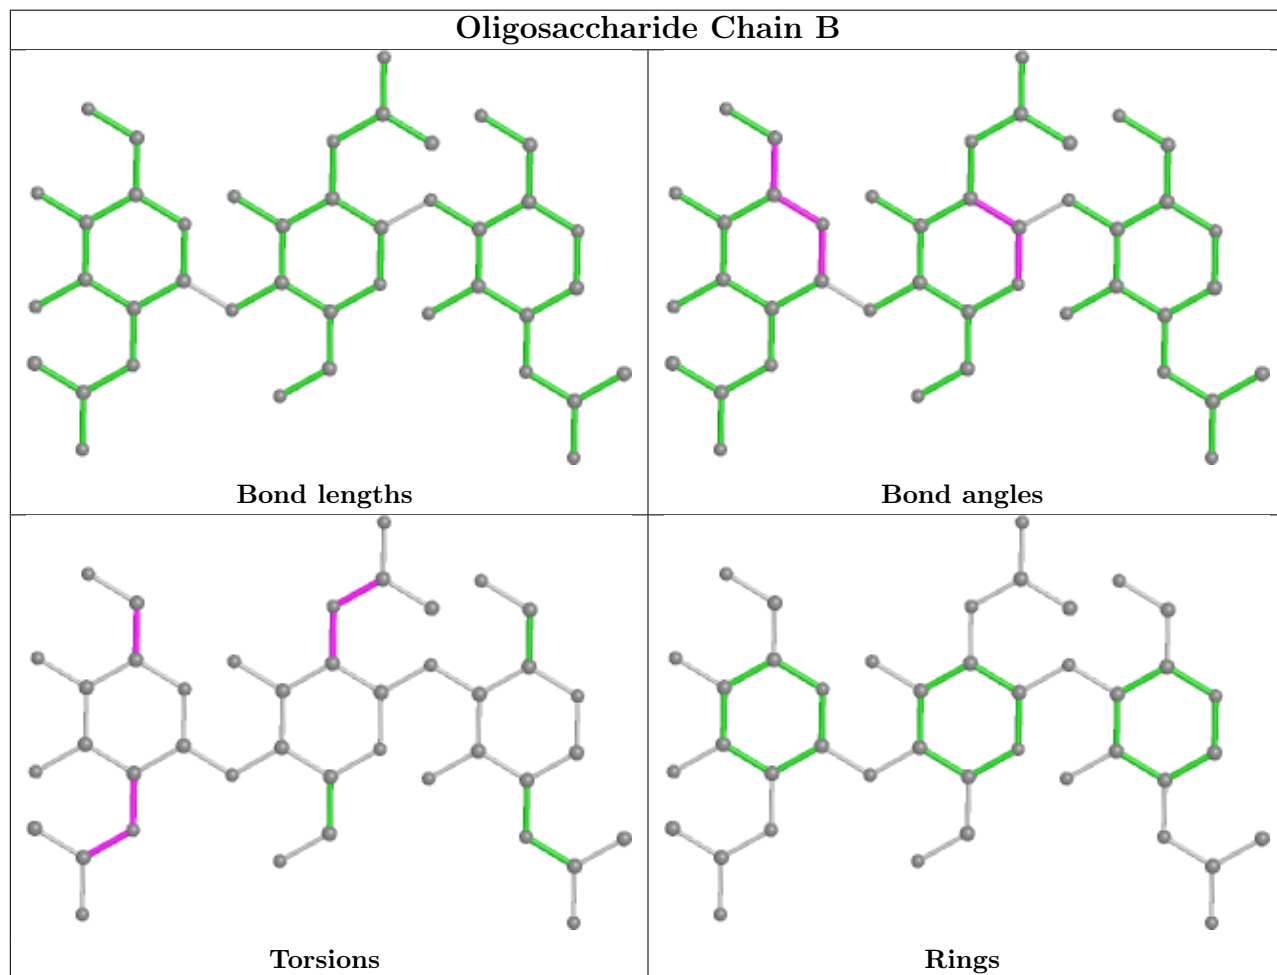 Oligosaccharide Chain B
Bond lengths
Bond angles
Torsions
Rings